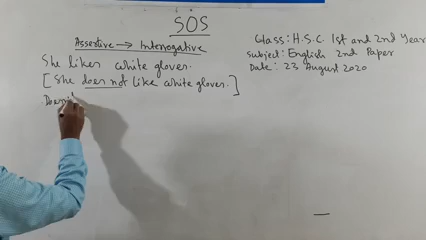 SOS
Assertive → Interrogative
She likes white gloves.
[ She does not like white gloves. ]
Class: H.S.C 1st and 2nd Year
Subject: English 2nd Paper
Date: 23 August 2020